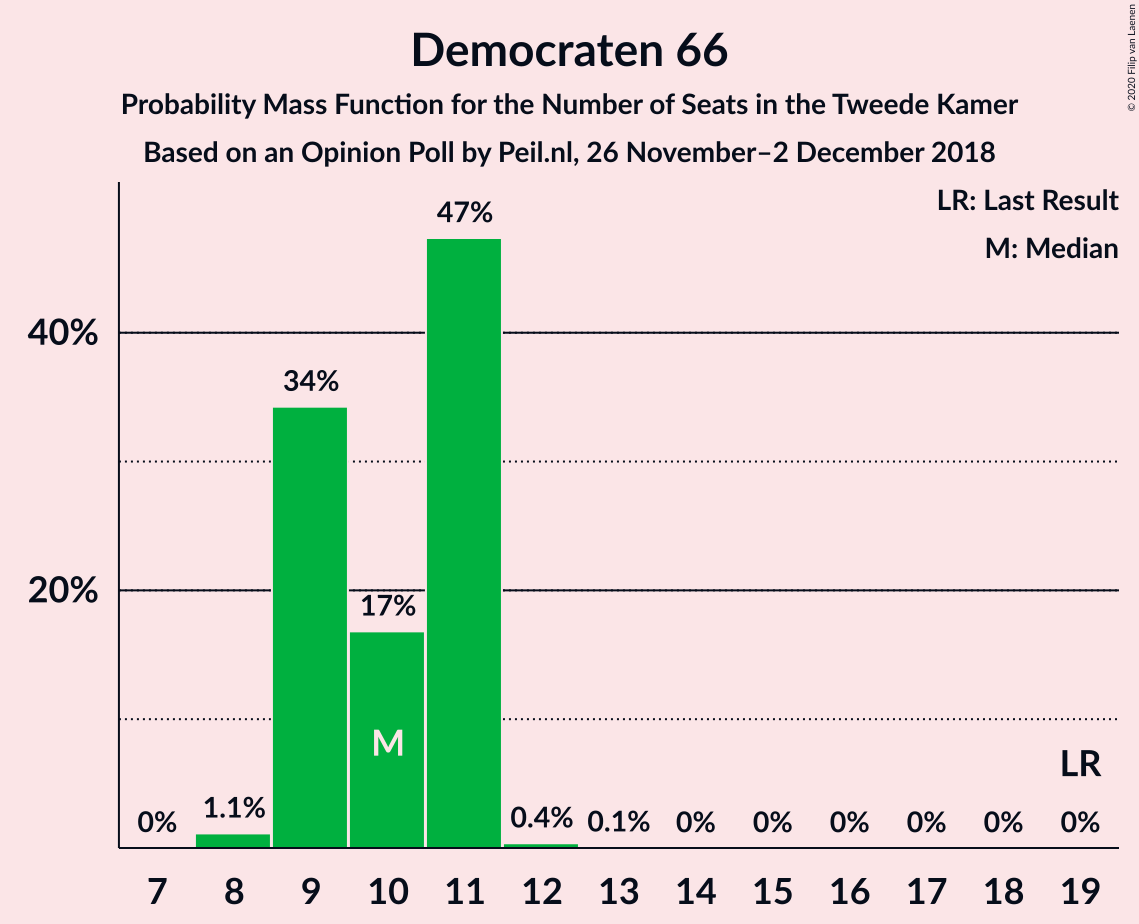 Democraten 66
Probability Mass Function for the Number of Seats in the Tweede Kamer
Based on an Opinion Poll by Peil.nl, 26 November–2 December 2018
© 2020 Filip van Laenen
LR: Last Result
M: Median
47%
40%
34%
20%
17%
M
LR
0% 1.1% 0.4% 0.1% 0% 0% 0% 0% 0% 0%
7 8 9 10 11 12 13 14 15 16 17 18 19